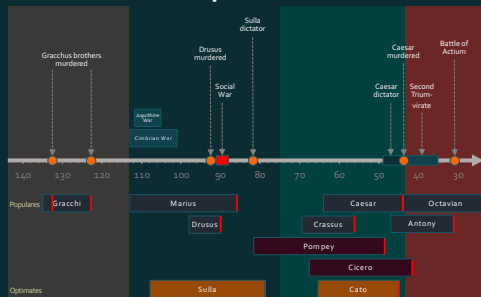 Sulla
dictator
Gracchus brothers
murdered
Drusus
murdered
Caesar
murdered
Battle of
Actium
Social
War
Caesar
dictator
Second
Trium-
virate
Jugurthine
War
Cimbrian War
140 130 120 110 100 90 80 70 60 50 40 30
Populares Gracchi Marius Caesar Octavian
Drusus Crassus Antony
Pompey
Cicero
Optimates Sulla Cato